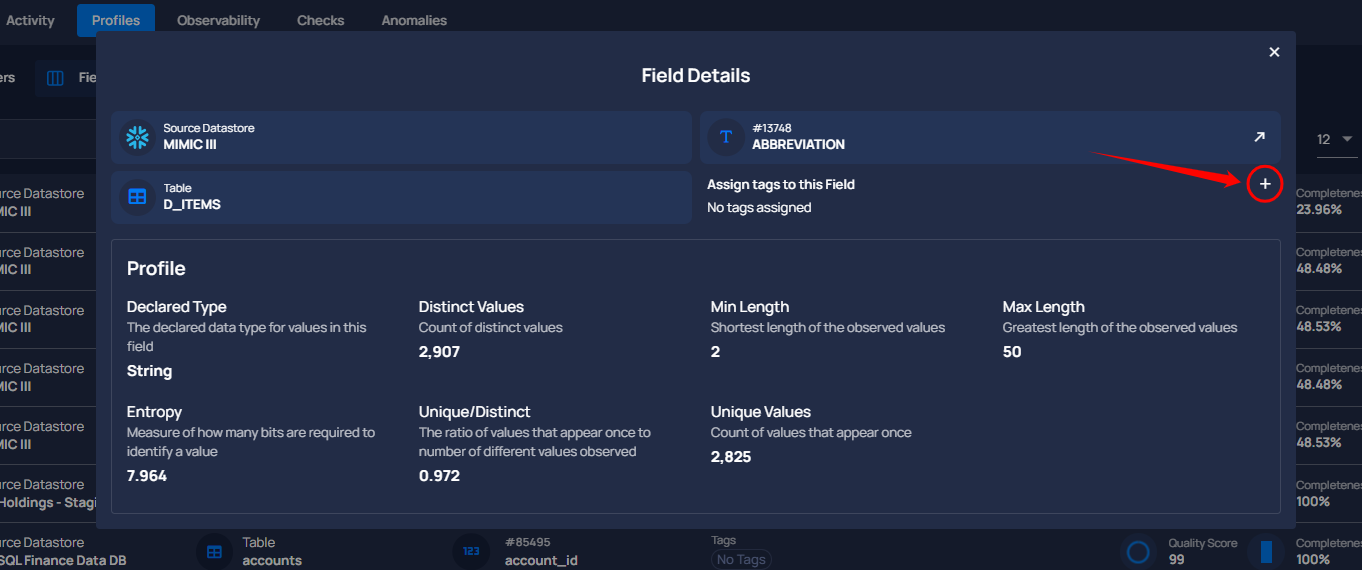 Activity
Profiles
Observability
Checks
Anomalies
ers
Fie
Field Details
12
Source Datastore
MIMIC III
#13748
ABBREVIATION
Table
D_ITEMS
Assign tags to this Field
No tags assigned
+
Profile
Declared Type
The declared data type for values in this
field
String
Distinct Values
Count of distinct values
2,907
Min Length
Shortest length of the observed values
2
Max Length
Greatest length of the observed values
50
Entropy
Measure of how many bits are required to
identify a value
7.964
Unique/Distinct
The ratio of values that appear once to
number of different values observed
0.972
Unique Values
Count of values that appear once
2,825
urce Datastore
MIC III
Completenes
23.96%
urce Datastore
MIC III
Completenes
48.48%
urce Datastore
MIC III
Completenes
48.53%
urce Datastore
MIC III
Completenes
48.48%
urce Datastore
MIC III
Completenes
48.53%
urce Datastore
Holdings - Stagi
Completenes
100%
urce Datastore
SQL Finance Data DB
Table
accounts
123
#85495
account_id
Tags
No Tags
Quality Score
99
Completenes
100%